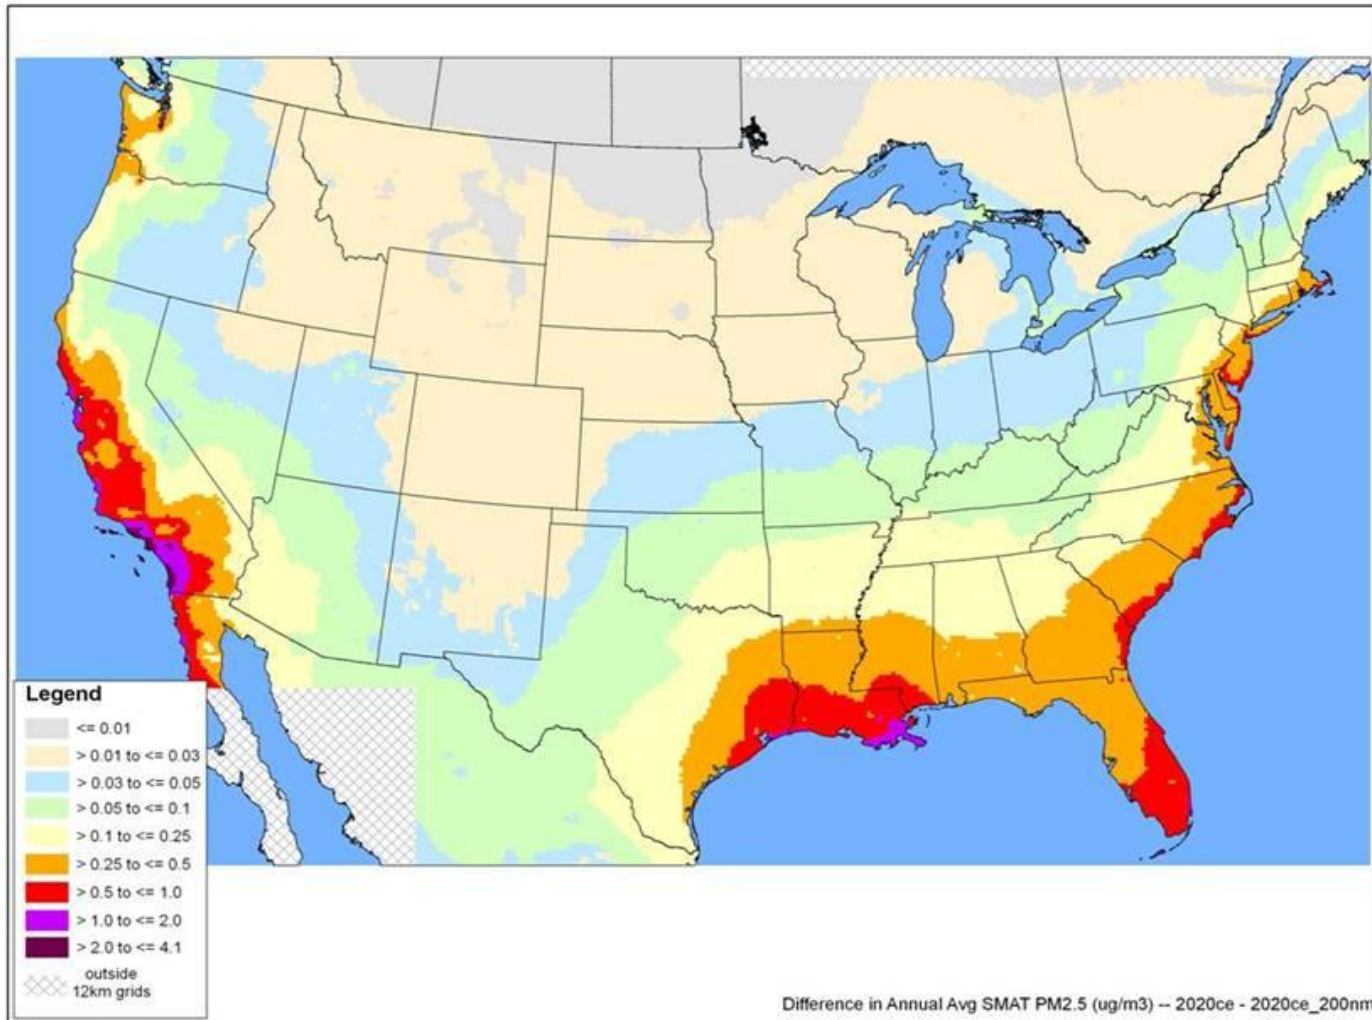 Legend
<= 0.01
> 0.01 to <= 0.03
> 0.03 to <= 0.05
> 0.05 to <= 0.1
> 0.1 to <= 0.25
> 0.25 to <= 0.5
> 0.5 to <= 1.0
> 1.0 to <= 2.0
> 2.0 to <= 4.1
outside
12km grids
Difference in Annual Avg SMAT PM2.5 (ug/m3) -- 2020ce - 2020ce_200nm